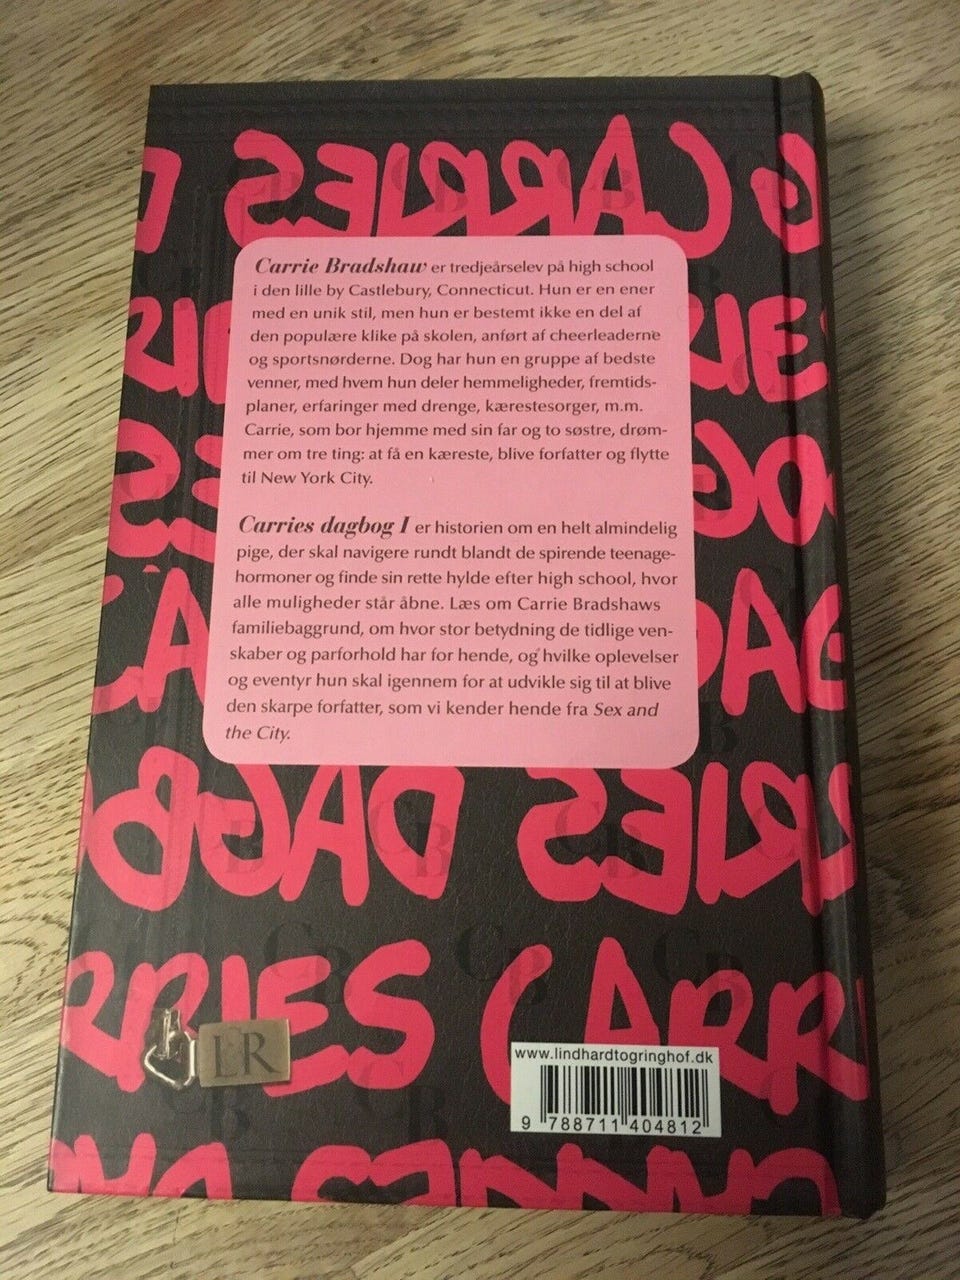 CARRIES
Carrie Bradshaw er tredjeårselev på high school
i den lille by Castlebury, Connecticut. Hun er en ener
med en unik stil, men hun er bestemt ikke en del af
den populære klike på skolen, anført af cheerleaderne
og sportsnørderne. Dog har hun en gruppe af bedste
venner, med hvem hun deler hemmeligheder, fremtids-
planer, erfaringer med drenge, kærestesorger, m.m.
Carrie, som bor hjemme med sin far og to søstre, drøm-
mer om tre ting: at få en kæreste, blive forfatter og flytte
til New York City.
Carries dagbog I er historien om en helt almindelig
pige, der skal navigere rundt blandt de spirende teenage-
hormoner og finde sin rette hylde efter high school, hvor
alle muligheder står åbne. Læs om Carrie Bradshaws
familiebaggrund, om hvor stor betydning de tidlige ven-
skaber og parforhold har for hende, og hvilke oplevelser
og eventyr hun skal igennem for at udvikle sig til at blive
den skarpe forfatter, som vi kender hende fra Sex and
the City.
DAGBO RIES
RRIES CARR
L&R
www.lindhardtogringhof.dk
9 788711 404812